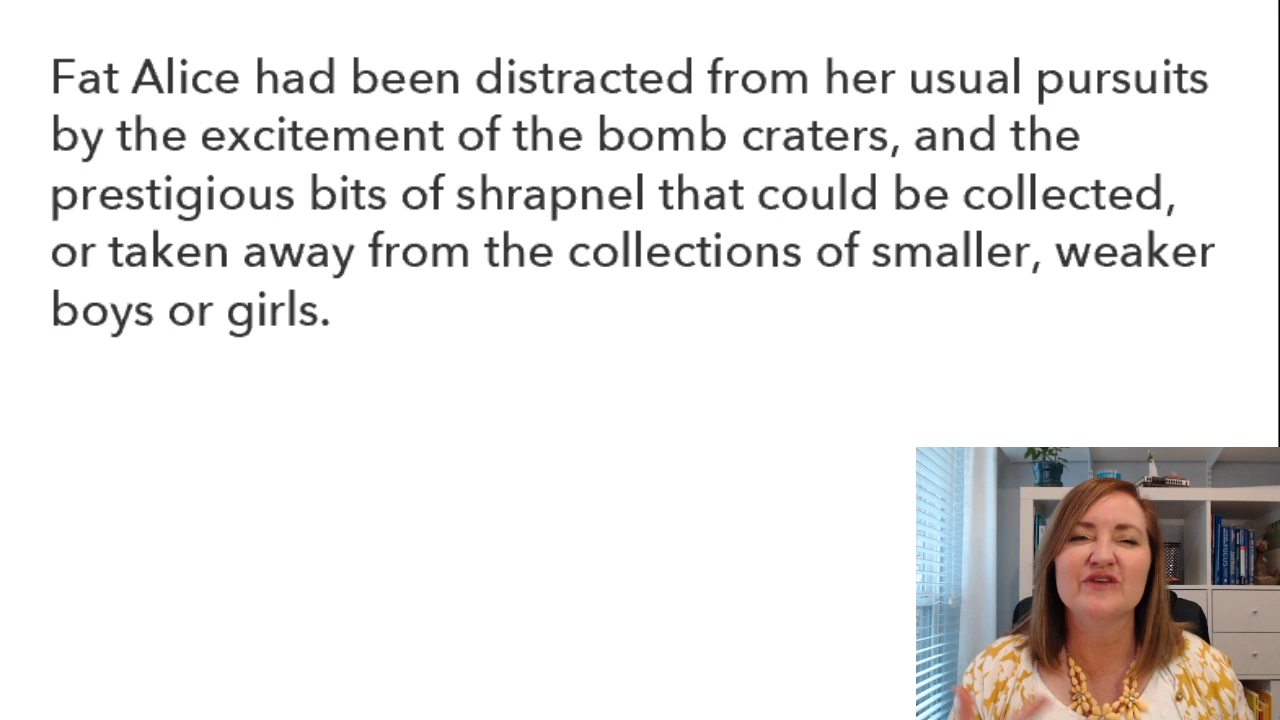 Fat Alice had been distracted from her usual pursuits
by the excitement of the bomb craters, and the
prestigious bits of shrapnel that could be collected,
or taken away from the collections of smaller, weaker
boys or girls.